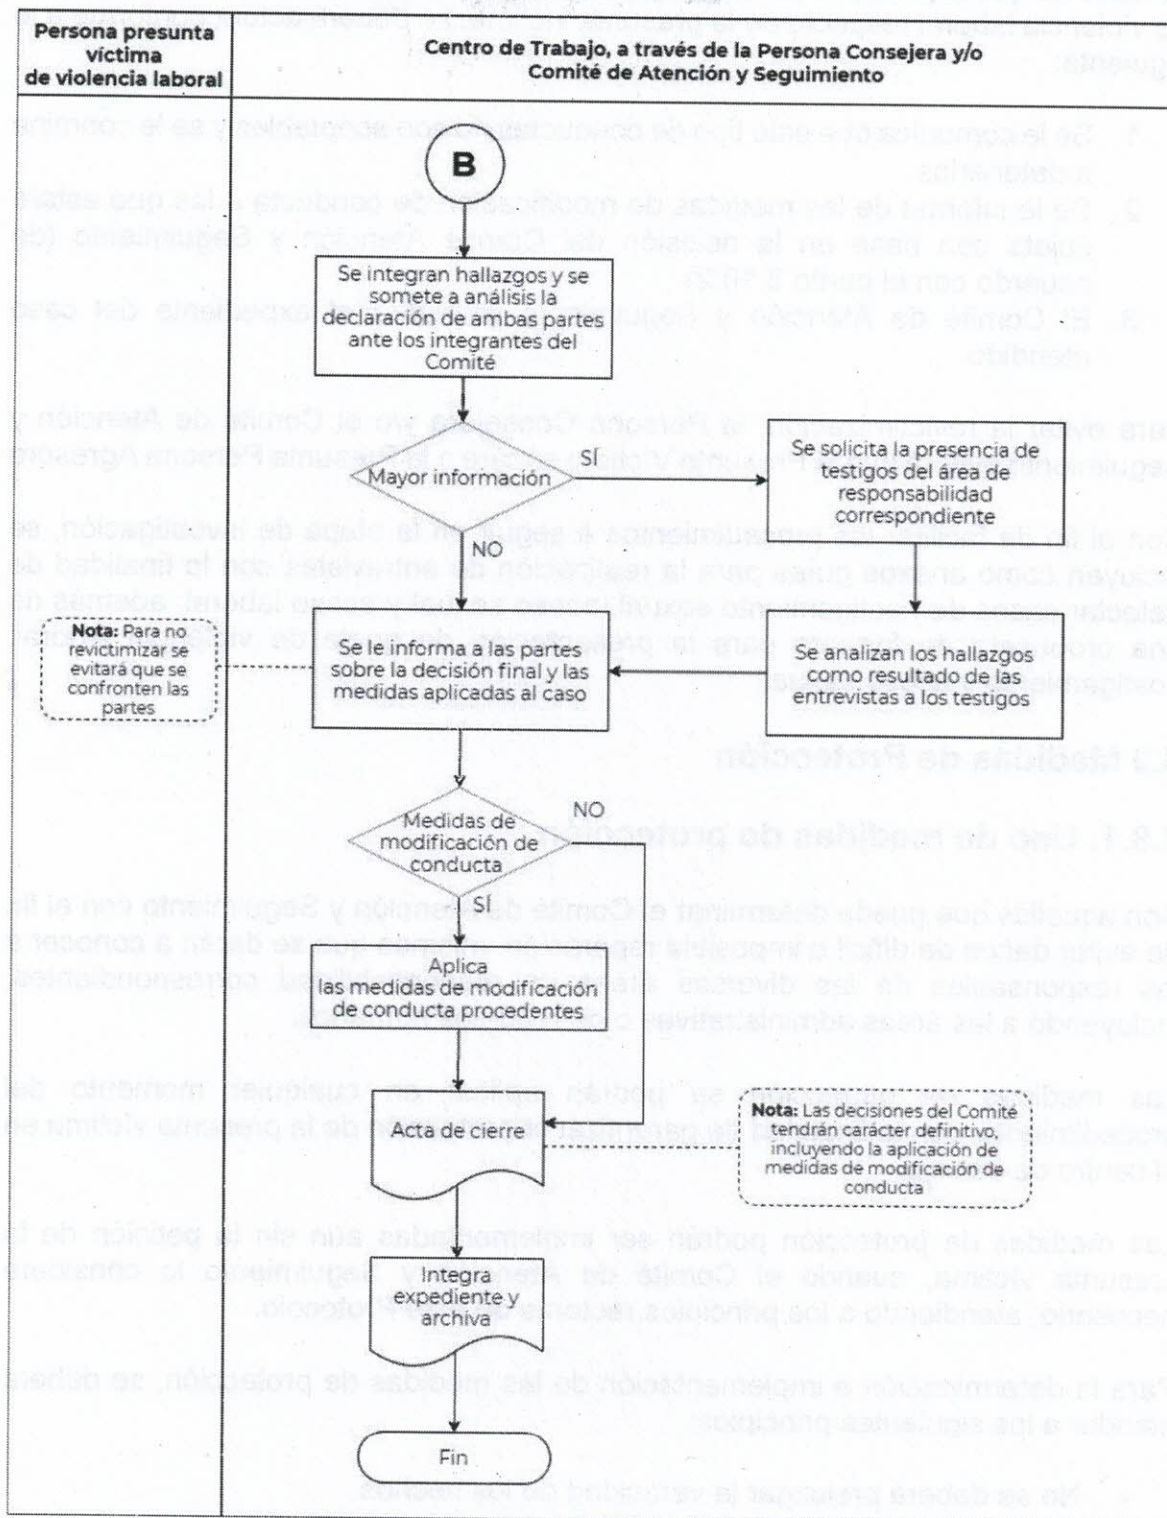 Persona presunta
víctima
de violencia laboral
Centro de Trabajo, a través de la Persona Consejera y/o
Comité de Atención y Seguimiento
B
Se integran hallazgos y se
somete a análisis la
declaración de ambas partes
ante los integrantes del
Comité
Mayor información
SÍ
Se solicita la presencia de
testigos del área de
responsabilidad
correspondiente
NO
Nota: Para no
revictimizar se
evitará que se
confronten las
partes
Se le informa a las partes
sobre la decisión final y las
medidas aplicadas al caso
Se analizan los hallazgos
como resultado de las
entrevistas a los testigos
Medidas de
modificación de
conducta
NO
SÍ
Aplica
las medidas de modificación
de conducta procedentes
Acta de cierre
Nota: Las decisiones del Comité
tendrán carácter definitivo,
incluyendo la aplicación de
medidas de modificación de
conducta
Integra
expediente y
archiva
Fin